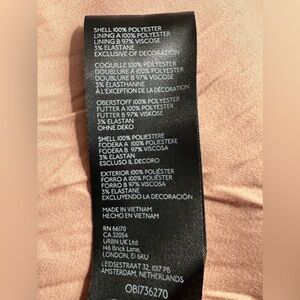 SHELL 100% POLYESTER
LINING A 100% POLYESTER
LINING B 97% VISCOSE
3% ELASTANE
EXCLUSIVE OF DECORATION
COQUILLE 100% POLYESTER
DOUBLURE A 100% POLYESTER
DOUBLURE B 97% VISCOSE
3% ELASTHANNE
À L'EXCEPTION DE LA DÉCORATION
OBERSTOFF 100% POLYESTER
FUTTER A 100% POLYESTER
FUTTER B 97% VISCOSE
3% ELASTAN
OHNE DEKO
SHELL 100% POLIESTERE
FODERA A 100% POLIESTERE
FODERA B 97% VISCOSA
3% ELASTAN
ESCLUSO IL DECORO
EXTERIOR 100% POLIÉSTER
FORRO A 100% POLIÉSTER
FORRO B 97% VISCOSA
3% ELASTANO
EXCLUYENDO LA DECORACIÓN
MADE IN VIETNAM
HECHO EN VIETNAM
RN 66170
CA 32054
URBN UK Ltd.
146 Brick Lane,
LONDON, E1 6RU
LEIDSESTRAAT 32, 1017 PB
AMSTERDAM, NETHERLANDS
OB1736270